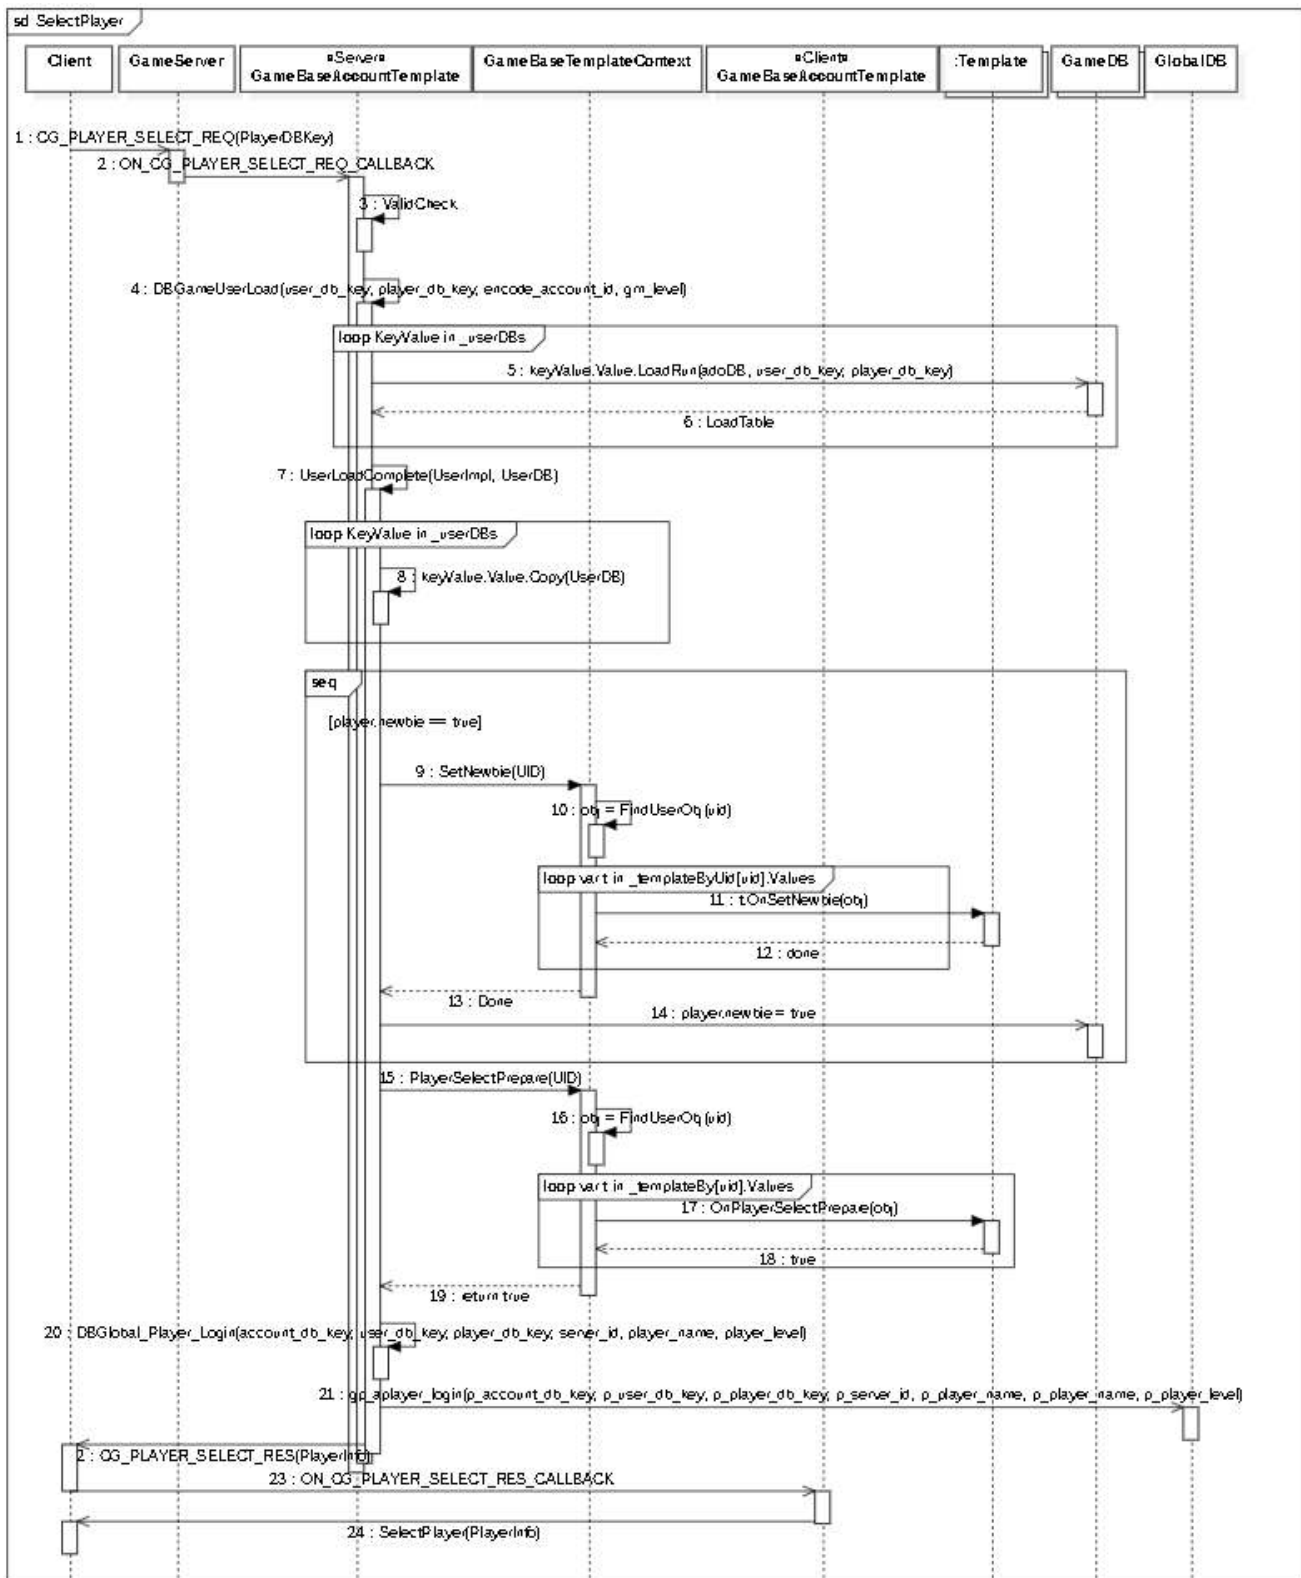 sd SelectPlayer
Client
GameServer
«Server»
GameBaseAccountTemplate
GameBaseTemplateContext
«Client»
GameBaseAccountTemplate
:Template
GameDB
GlobalDB
1 : CG_PLAYER_SELECT_REQ(PlayerDBKey)
2 : ON_CG_PLAYER_SELECT_REQ_CALLBACK
3 : ValidCheck
4 : DBGameUserLoad(user_db_key, player_db_key, encode_account_id, gm_level)
loop KeyValue in _userDBs
5 : keyValue.Value.LoadRun(adoDB, user_db_key, player_db_key)
6 : LoadTable
7 : UserLoadComplete(UserImpl, UserDB)
loop KeyValue in _userDBs
8 : keyValue.Value.Copy(UserDB)
seq
[player.newbie == true]
9 : SetNewbie(UID)
10 : obj = FindUserObj(uid)
loop var t in _templateByUid[uid].Values
11 : t.OnSetNewbie(obj)
12 : done
13 : Done
14 : player.newbie = true
15 : PlayerSelectPrepare(UID)
16 : obj = FindUserObj(uid)
loop var t in _templateBy[uid].Values
17 : OnPlayerSelectPrepare(obj)
18 : true
19 : return true
20 : DBGlobal_Player_Login(account_db_key, user_db_key, player_db_key, server_id, player_name, player_level)
21 : gp_aplayer_login(p_account_db_key, p_user_db_key, p_player_db_key, p_server_id, p_player_name, p_player_name, p_player_level)
2 : CG_PLAYER_SELECT_RES(PlayerInfo)
23 : ON_CG_PLAYER_SELECT_RES_CALLBACK
24 : SelectPlayer(PlayerInfo)